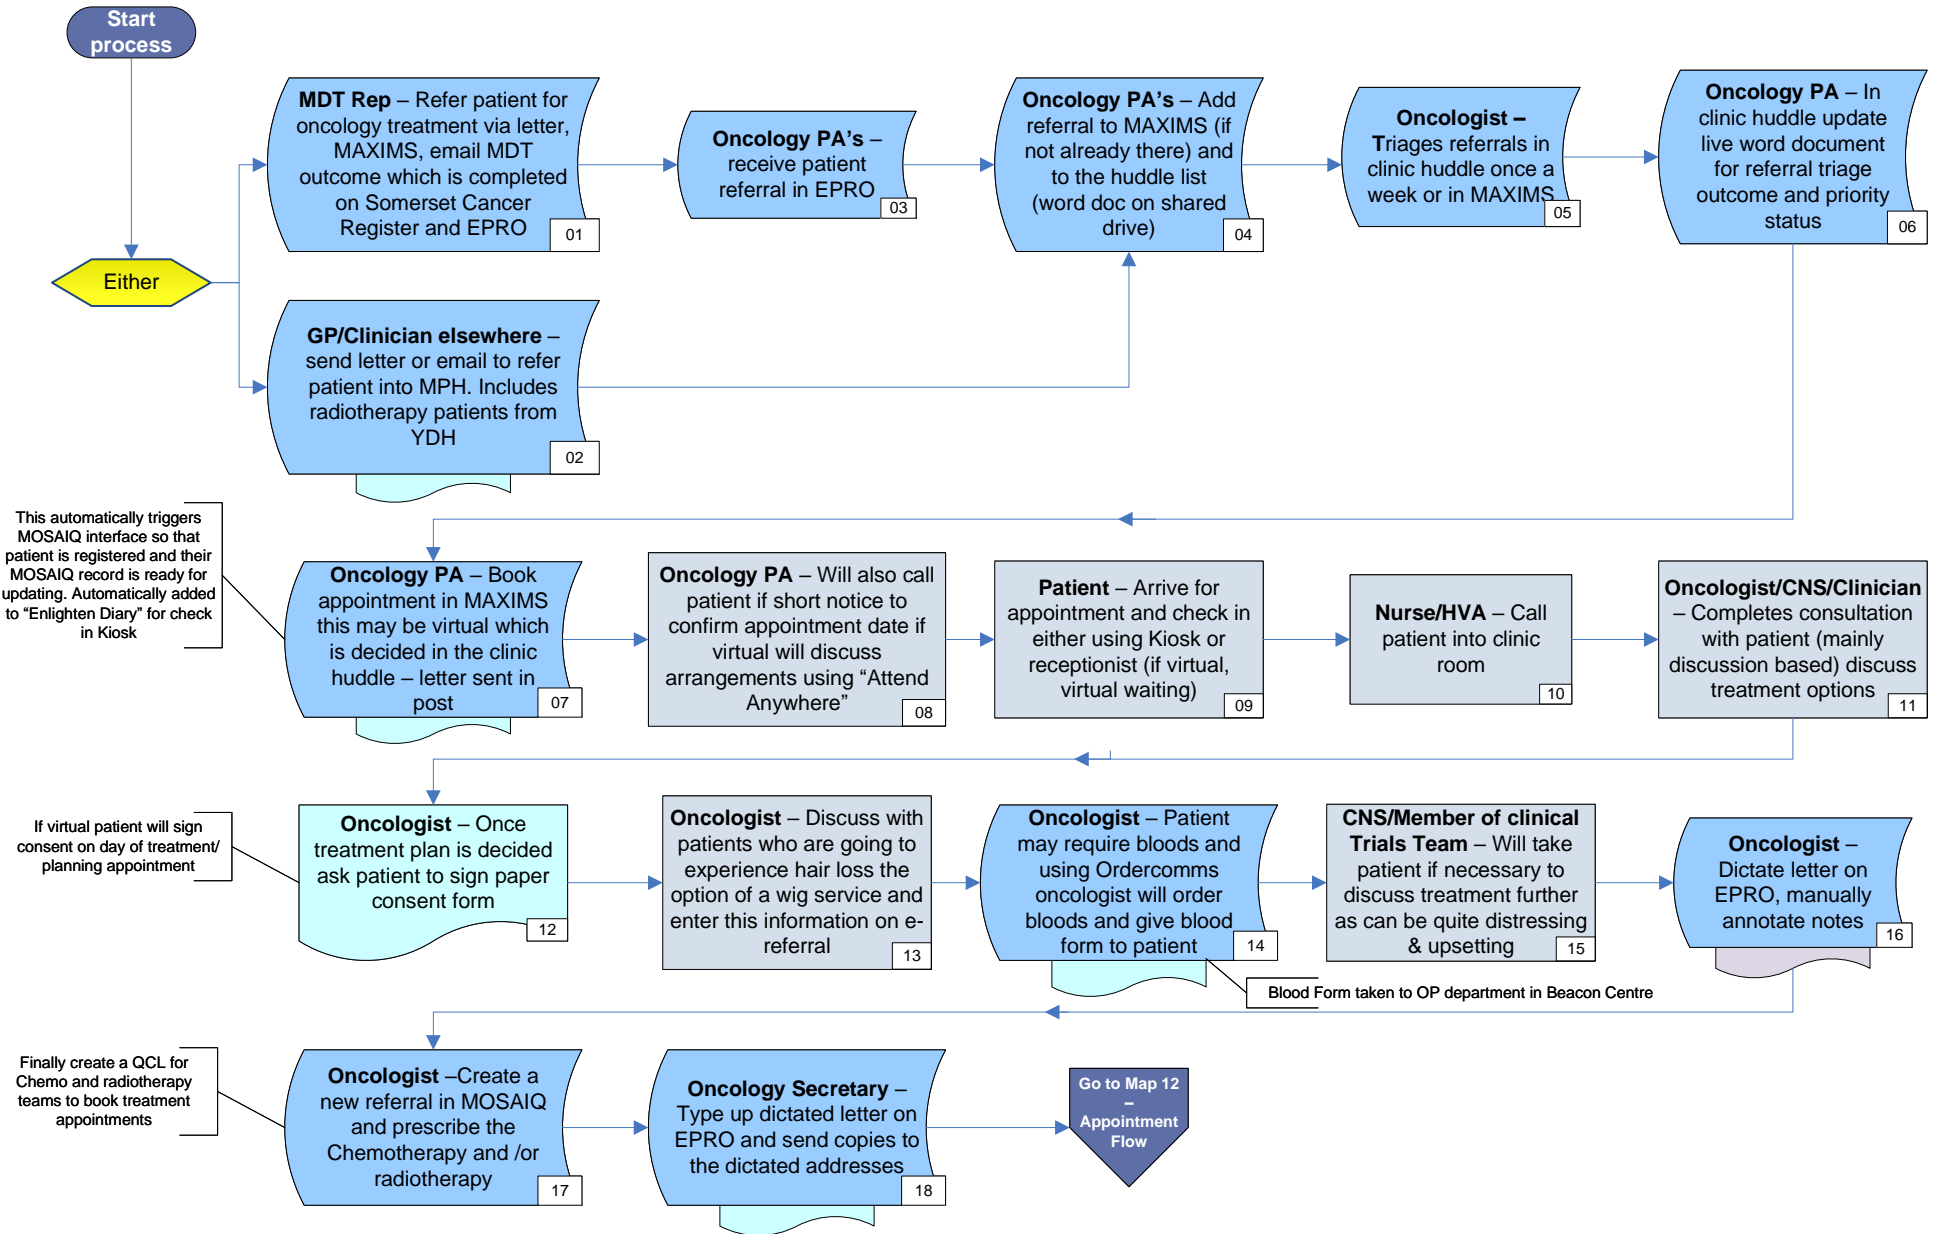 Start
process
Either
MDT Rep – Refer patient for
oncology treatment via letter,
MAXIMS, email MDT
outcome which is completed
on Somerset Cancer
Register and EPRO
01
GP/Clinician elsewhere –
send letter or email to refer
patient into MPH. Includes
radiotherapy patients from
YDH
02
Oncology PA's –
receive patient
referral in EPRO
03
Oncology PA's – Add
referral to MAXIMS (if
not already there) and
to the huddle list
(word doc on shared
drive)
04
Oncologist –
Triages referrals in
clinic huddle once a
week or in MAXIMS
05
Oncology PA – In
clinic huddle update
live word document
for referral triage
outcome and priority
status
06
This automatically triggers
MOSAIQ interface so that
patient is registered and their
MOSAIQ record is ready for
updating. Automatically added
to “Enlighten Diary” for check
in Kiosk
Oncology PA – Book
appointment in MAXIMS
this may be virtual which
is decided in the clinic
huddle – letter sent in
post
07
Oncology PA – Will also call
patient if short notice to
confirm appointment date if
virtual will discuss
arrangements using “Attend
Anywhere”
08
Patient – Arrive for
appointment and check in
either using Kiosk or
receptionist (if virtual,
virtual waiting)
09
Nurse/HVA – Call
patient into clinic
room
10
Oncologist/CNS/Clinician
– Completes consultation
with patient (mainly
discussion based) discuss
treatment options
11
If virtual patient will sign
consent on day of treatment/
planning appointment
Oncologist – Once
treatment plan is decided
ask patient to sign paper
consent form
12
Oncologist – Discuss with
patients who are going to
experience hair loss the
option of a wig service and
enter this information on e-
referral
13
Oncologist – Patient
may require bloods and
using Ordercomms
oncologist will order
bloods and give blood
form to patient
14
Blood Form taken to OP department in Beacon Centre
CNS/Member of clinical
Trials Team – Will take
patient if necessary to
discuss treatment further
as can be quite distressing
& upsetting
15
Oncologist –
Dictate letter on
EPRO, manually
annotate notes
16
Finally create a QCL for
Chemo and radiotherapy
teams to book treatment
appointments
Oncologist –Create a
new referral in MOSAIQ
and prescribe the
Chemotherapy and /or
radiotherapy
17
Oncology Secretary –
Type up dictated letter on
EPRO and send copies to
the dictated addresses
18
Go to Map 12
–
Appointment
Flow